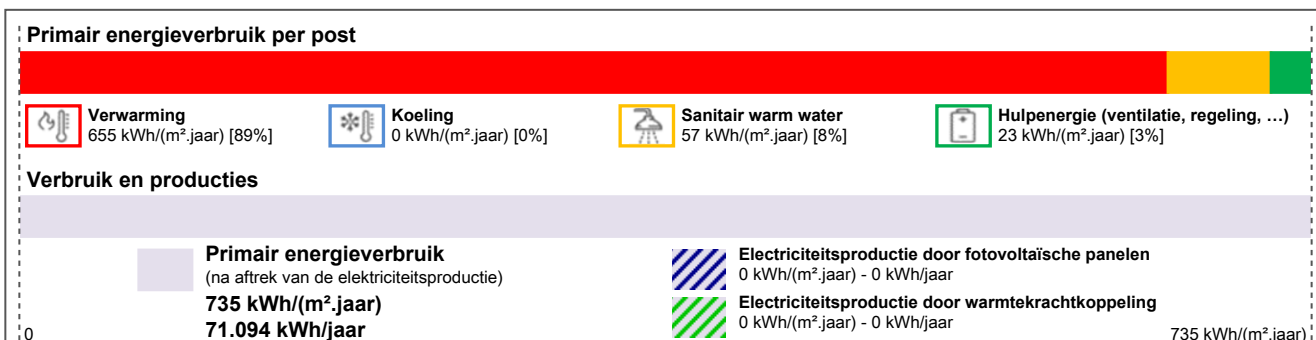 Primair energieverbruik per post
Verwarming
655 kWh/(m².jaar) [89%]
Koeling
0 kWh/(m².jaar) [0%]
Sanitair warm water
57 kWh/(m².jaar) [8%]
Hulpenergie (ventilatie, regeling, …)
23 kWh/(m².jaar) [3%]
Verbruik en producties
Primair energieverbruik
(na aftrek van de elektriciteitsproductie)
735 kWh/(m².jaar)
71.094 kWh/jaar
Electriciteitsproductie door fotovoltaïsche panelen
0 kWh/(m².jaar) - 0 kWh/jaar
Electriciteitsproductie door warmtekrachtkoppeling
0 kWh/(m².jaar) - 0 kWh/jaar
0
735 kWh/(m².jaar)